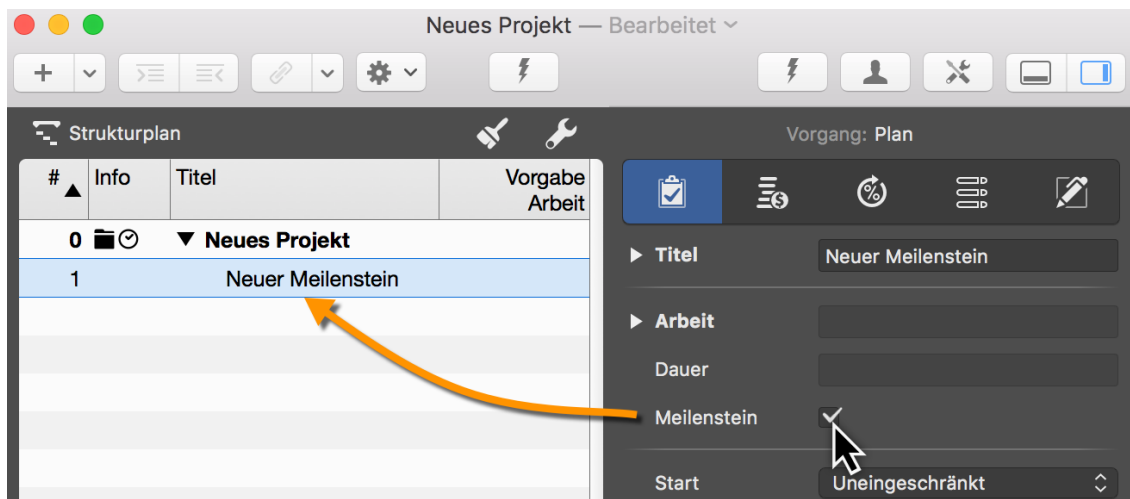 Neues Projekt — Bearbeitet
Strukturplan
Vorgang: Plan
# Info Titel Vorgabe
Arbeit
0 Neues Projekt
1 Neuer Meilenstein
Titel Neuer Meilenstein
Arbeit
Dauer
Meilenstein
Start Uneingeschränkt